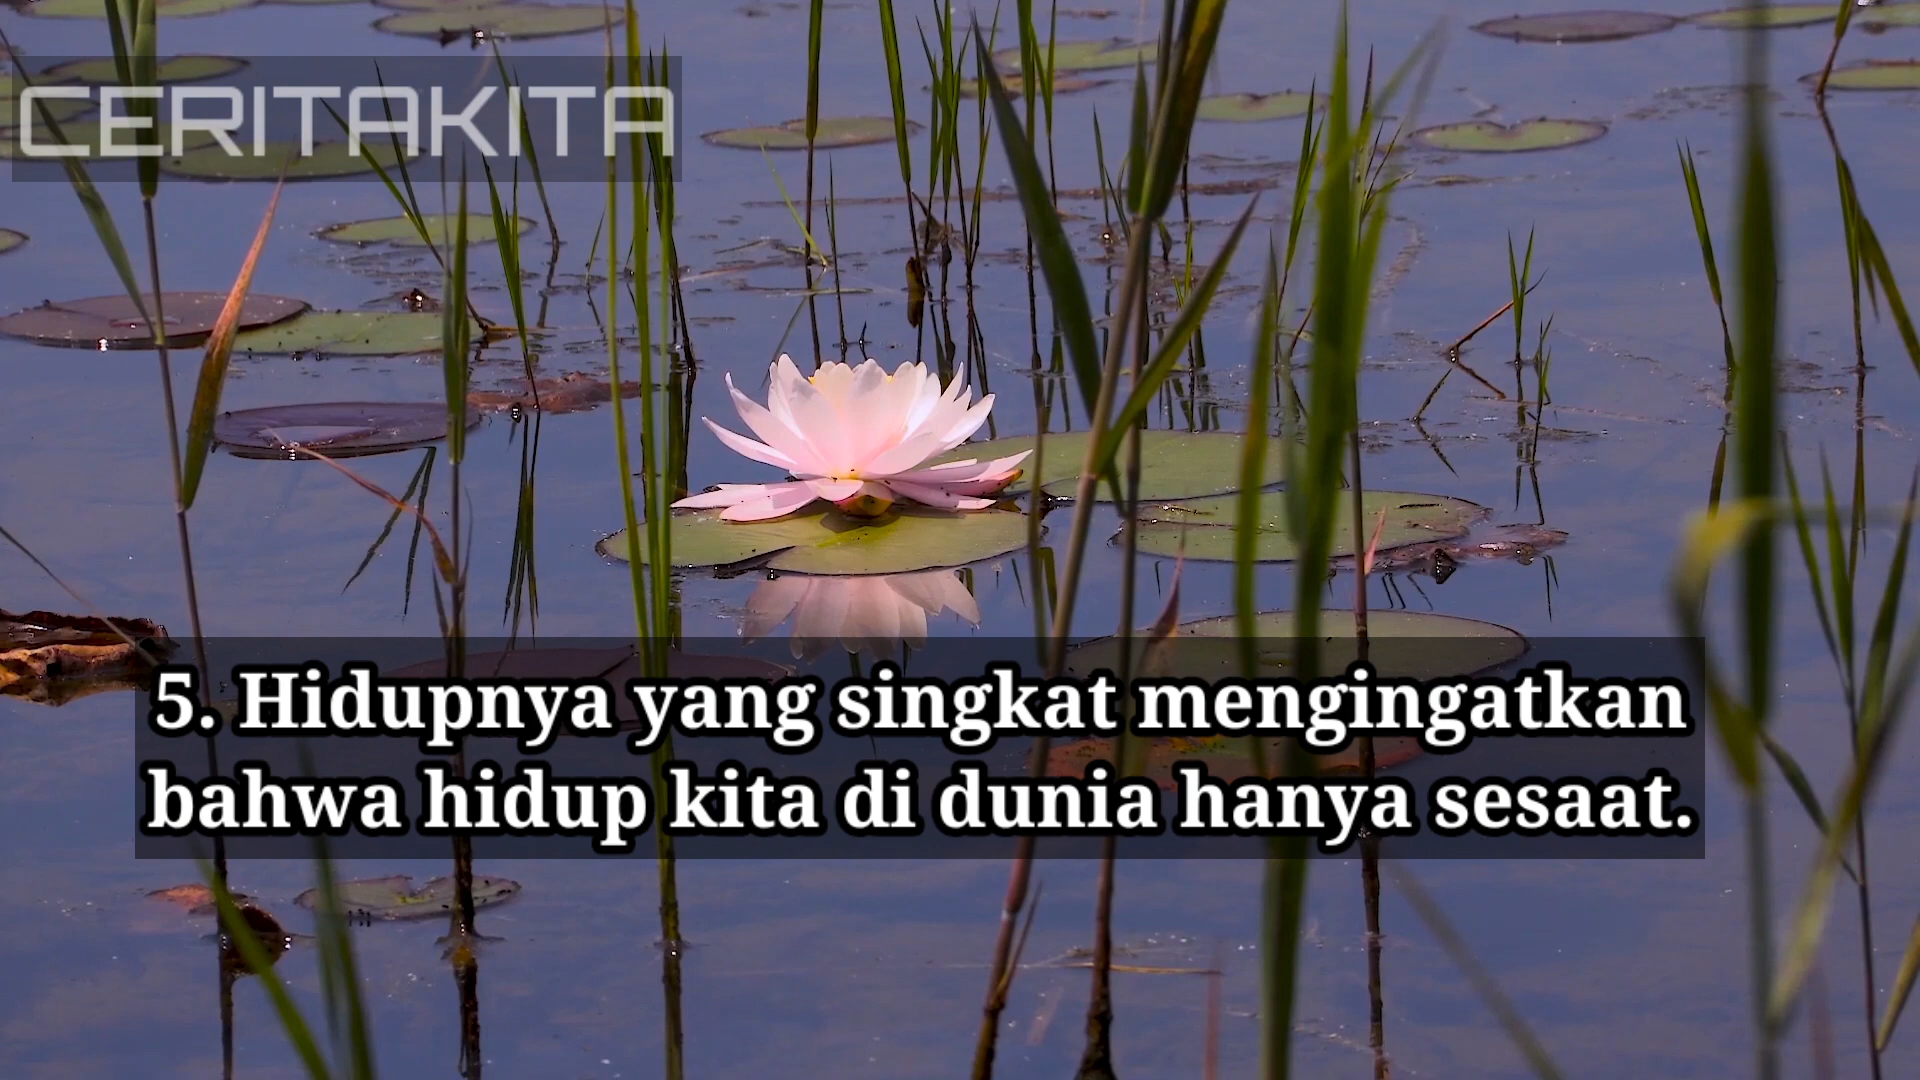 CERITAKITA
5. Hidupnya yang singkat mengingatkan
bahwa hidup kita di dunia hanya sesaat.